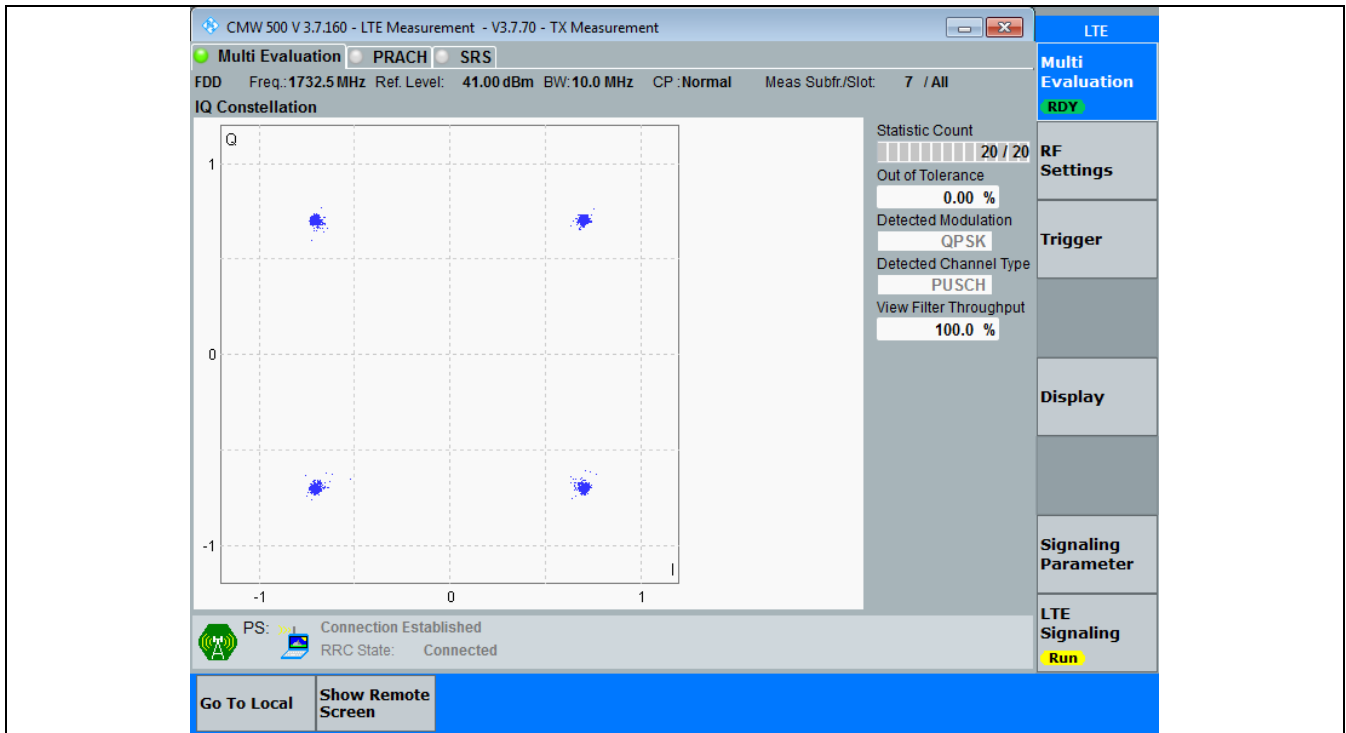 CMW 500 V 3.7.160 - LTE Measurement - V3.7.70 - TX Measurement
LTE
Multi Evaluation PRACH SRS
FDD Freq.:1732.5 MHz Ref. Level: 41.00 dBm BW:10.0 MHz CP :Normal Meas Subfr./Slot: 7 / All
IQ Constellation
Q
1
0
-1
I
-1 0 1
Statistic Count
20 / 20
Out of Tolerance
0.00 %
Detected Modulation
QPSK
Detected Channel Type
PUSCH
View Filter Throughput
100.0 %
Multi
Evaluation
RDY
RF
Settings
Trigger
Display
Signaling
Parameter
LTE
Signaling
Run
PS: Connection Established
RRC State: Connected
Go To Local
Show Remote
Screen